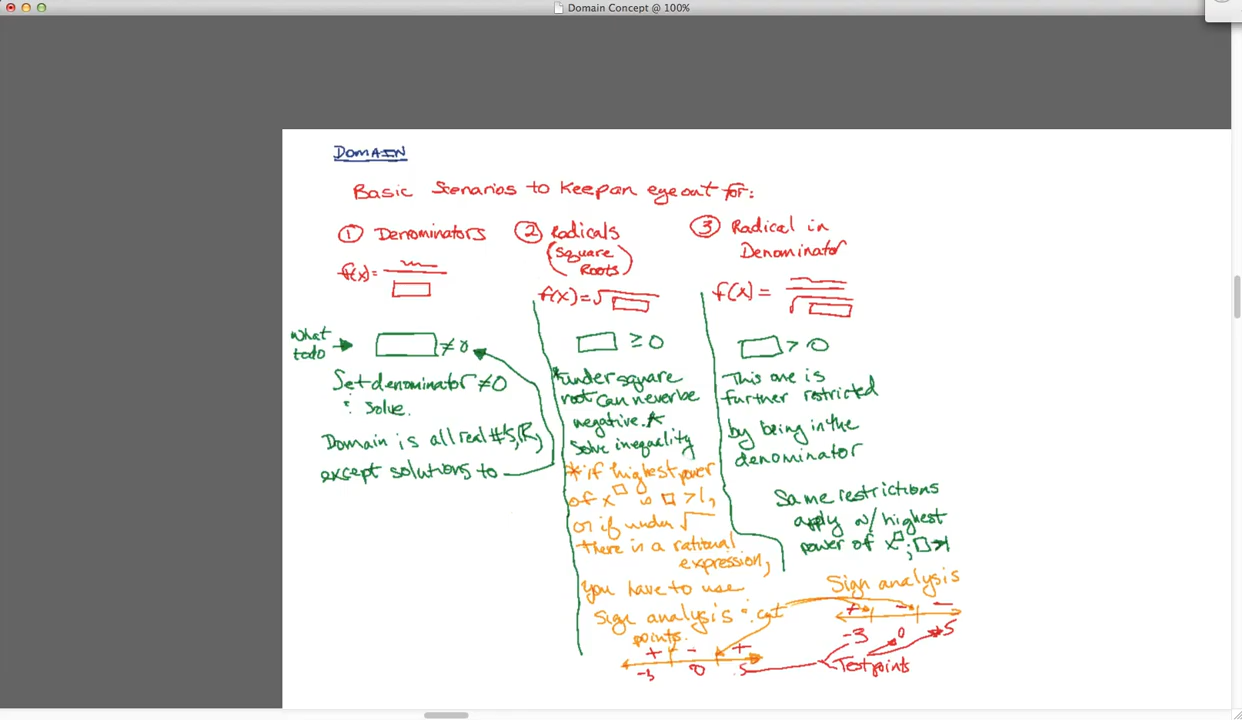 Domain Concept @ 100%
DOMAIN
Basic Scenarios to Keep an eye out for:
① Denominators
f(x)=
What to do →
□ ≠ 0
Set denominator ≠ 0
∴ Solve.
Domain is all real #'s, ℝ,
except solutions to
② Radicals
(Square
Roots)
f(x)=√□
□ ≥ 0
*under square
root can never be
negative.*
Solve inequality
*if highest power
of x^□ is □ >1,
or if under √
there is a rational
expression,
you have to use
sign analysis ∴ cut
points.
+ - +
-3 0 5
③ Radical in
Denominator
f(x) =
√□
□ > 0
This one is
further restricted
by being in the
denominator
Same restrictions
apply w/ highest
power of x^□; □>1
Sign analysis
+ - -
-3 0 5
Test points